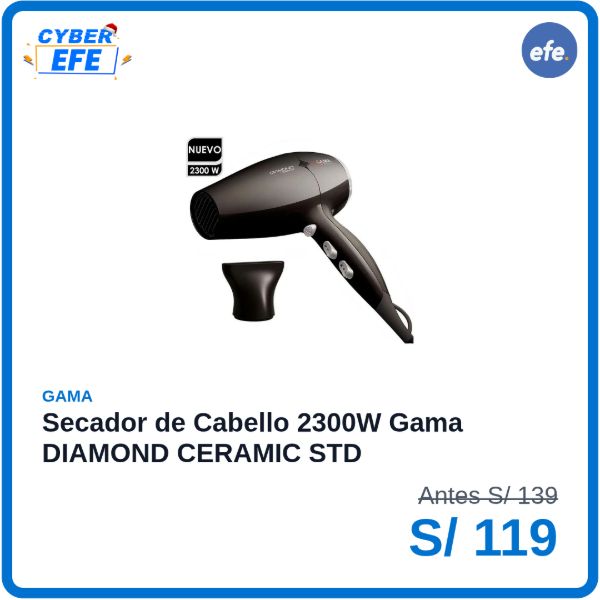 CYBER
EFE
efe.
NUEVO
2300 W
GAMA
Secador de Cabello 2300W Gama
DIAMOND CERAMIC STD
Antes S/ 139
S/ 119